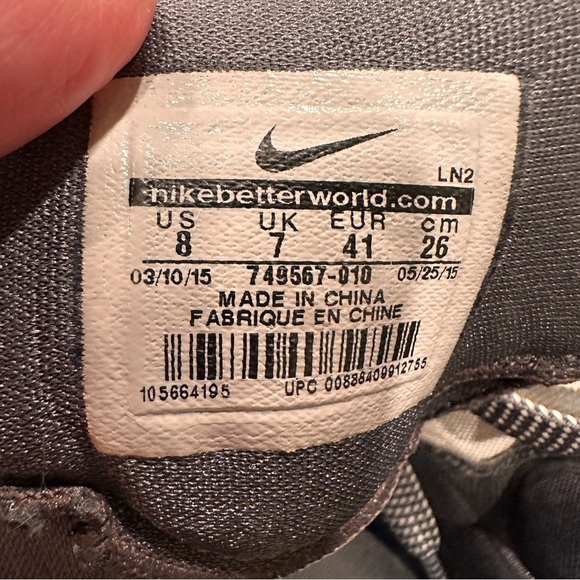 LN2
nikebetterworld.com
US UK EUR cm
8 7 41 26
03/10/15 749567-010 05/25/15
MADE IN CHINA
FABRIQUE EN CHINE
105664195 UPC 00888409912755